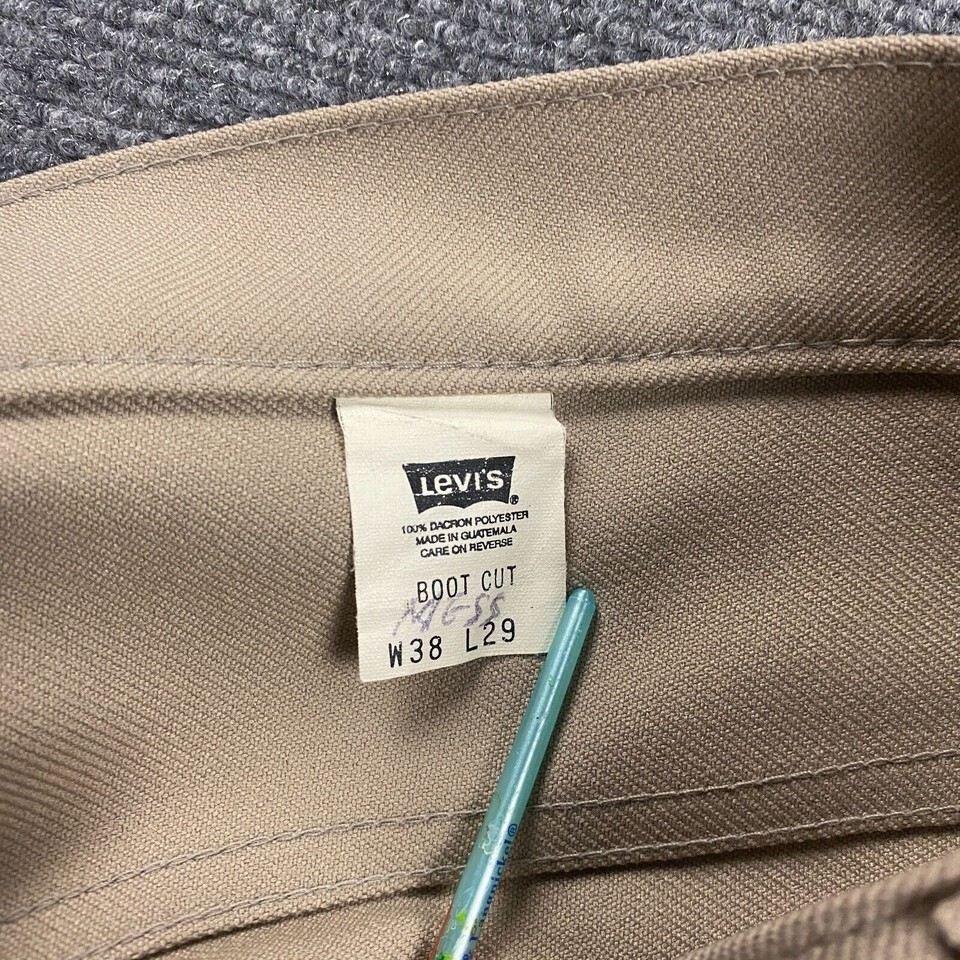 LEVI'S ®
100% DACRON POLYESTER
MADE IN GUATEMALA
CARE ON REVERSE
BOOT CUT
W38 L29